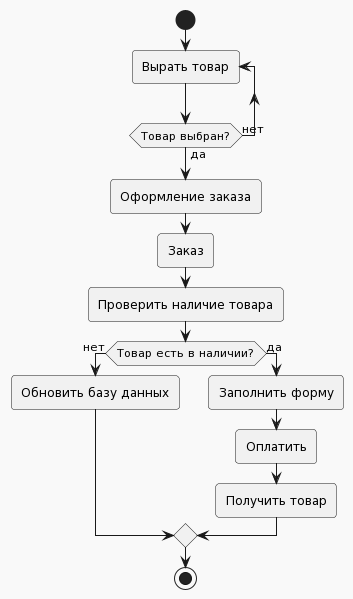 Вырать товар
Товар выбран?
нет
да
Оформление заказа
Заказ
Проверить наличие товара
нет
Товар есть в наличии?
да
Обновить базу данных
Заполнить форму
Оплатить
Получить товар